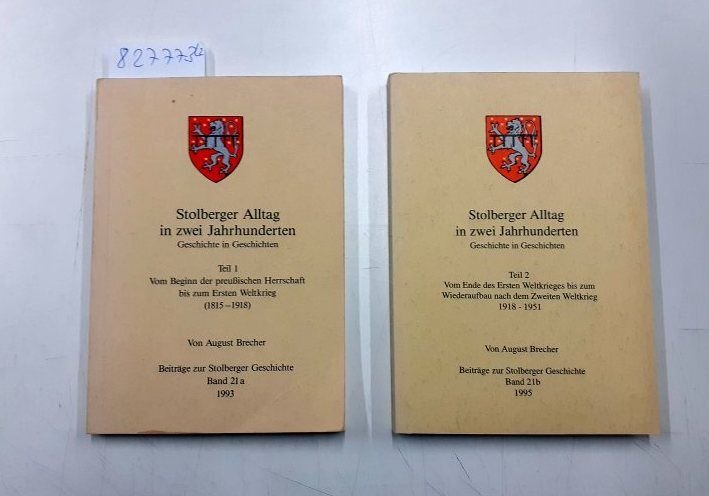 Stolberger Alltag
in zwei Jahrhunderten
Geschichte in Geschichten
Teil 1
Vom Beginn der preußischen Herrschaft
bis zum Ersten Weltkrieg
(1815–1918)
Von August Brecher
Beiträge zur Stolberger Geschichte
Band 21a
1993
Stolberger Alltag
in zwei Jahrhunderten
Geschichte in Geschichten
Teil 2
Vom Ende des Ersten Weltkrieges bis zum
Wiederaufbau nach dem Zweiten Weltkrieg
1918 - 1951
Von August Brecher
Beiträge zur Stolberger Geschichte
Band 21b
1995